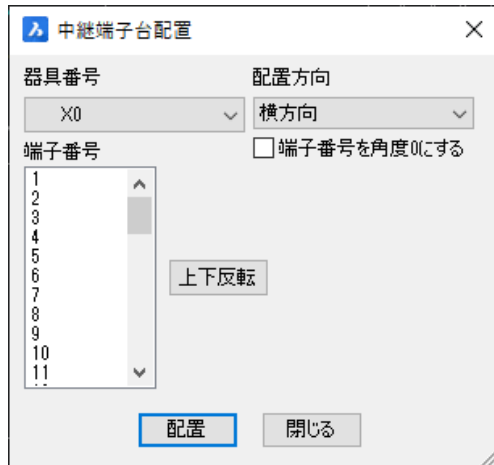 中継端子台配置
器具番号
配置方向
X0
横方向
端子番号
端子番号を角度0にする
1
2
3
4
5
6
7
8
9
10
11
上下反転
配置
閉じる